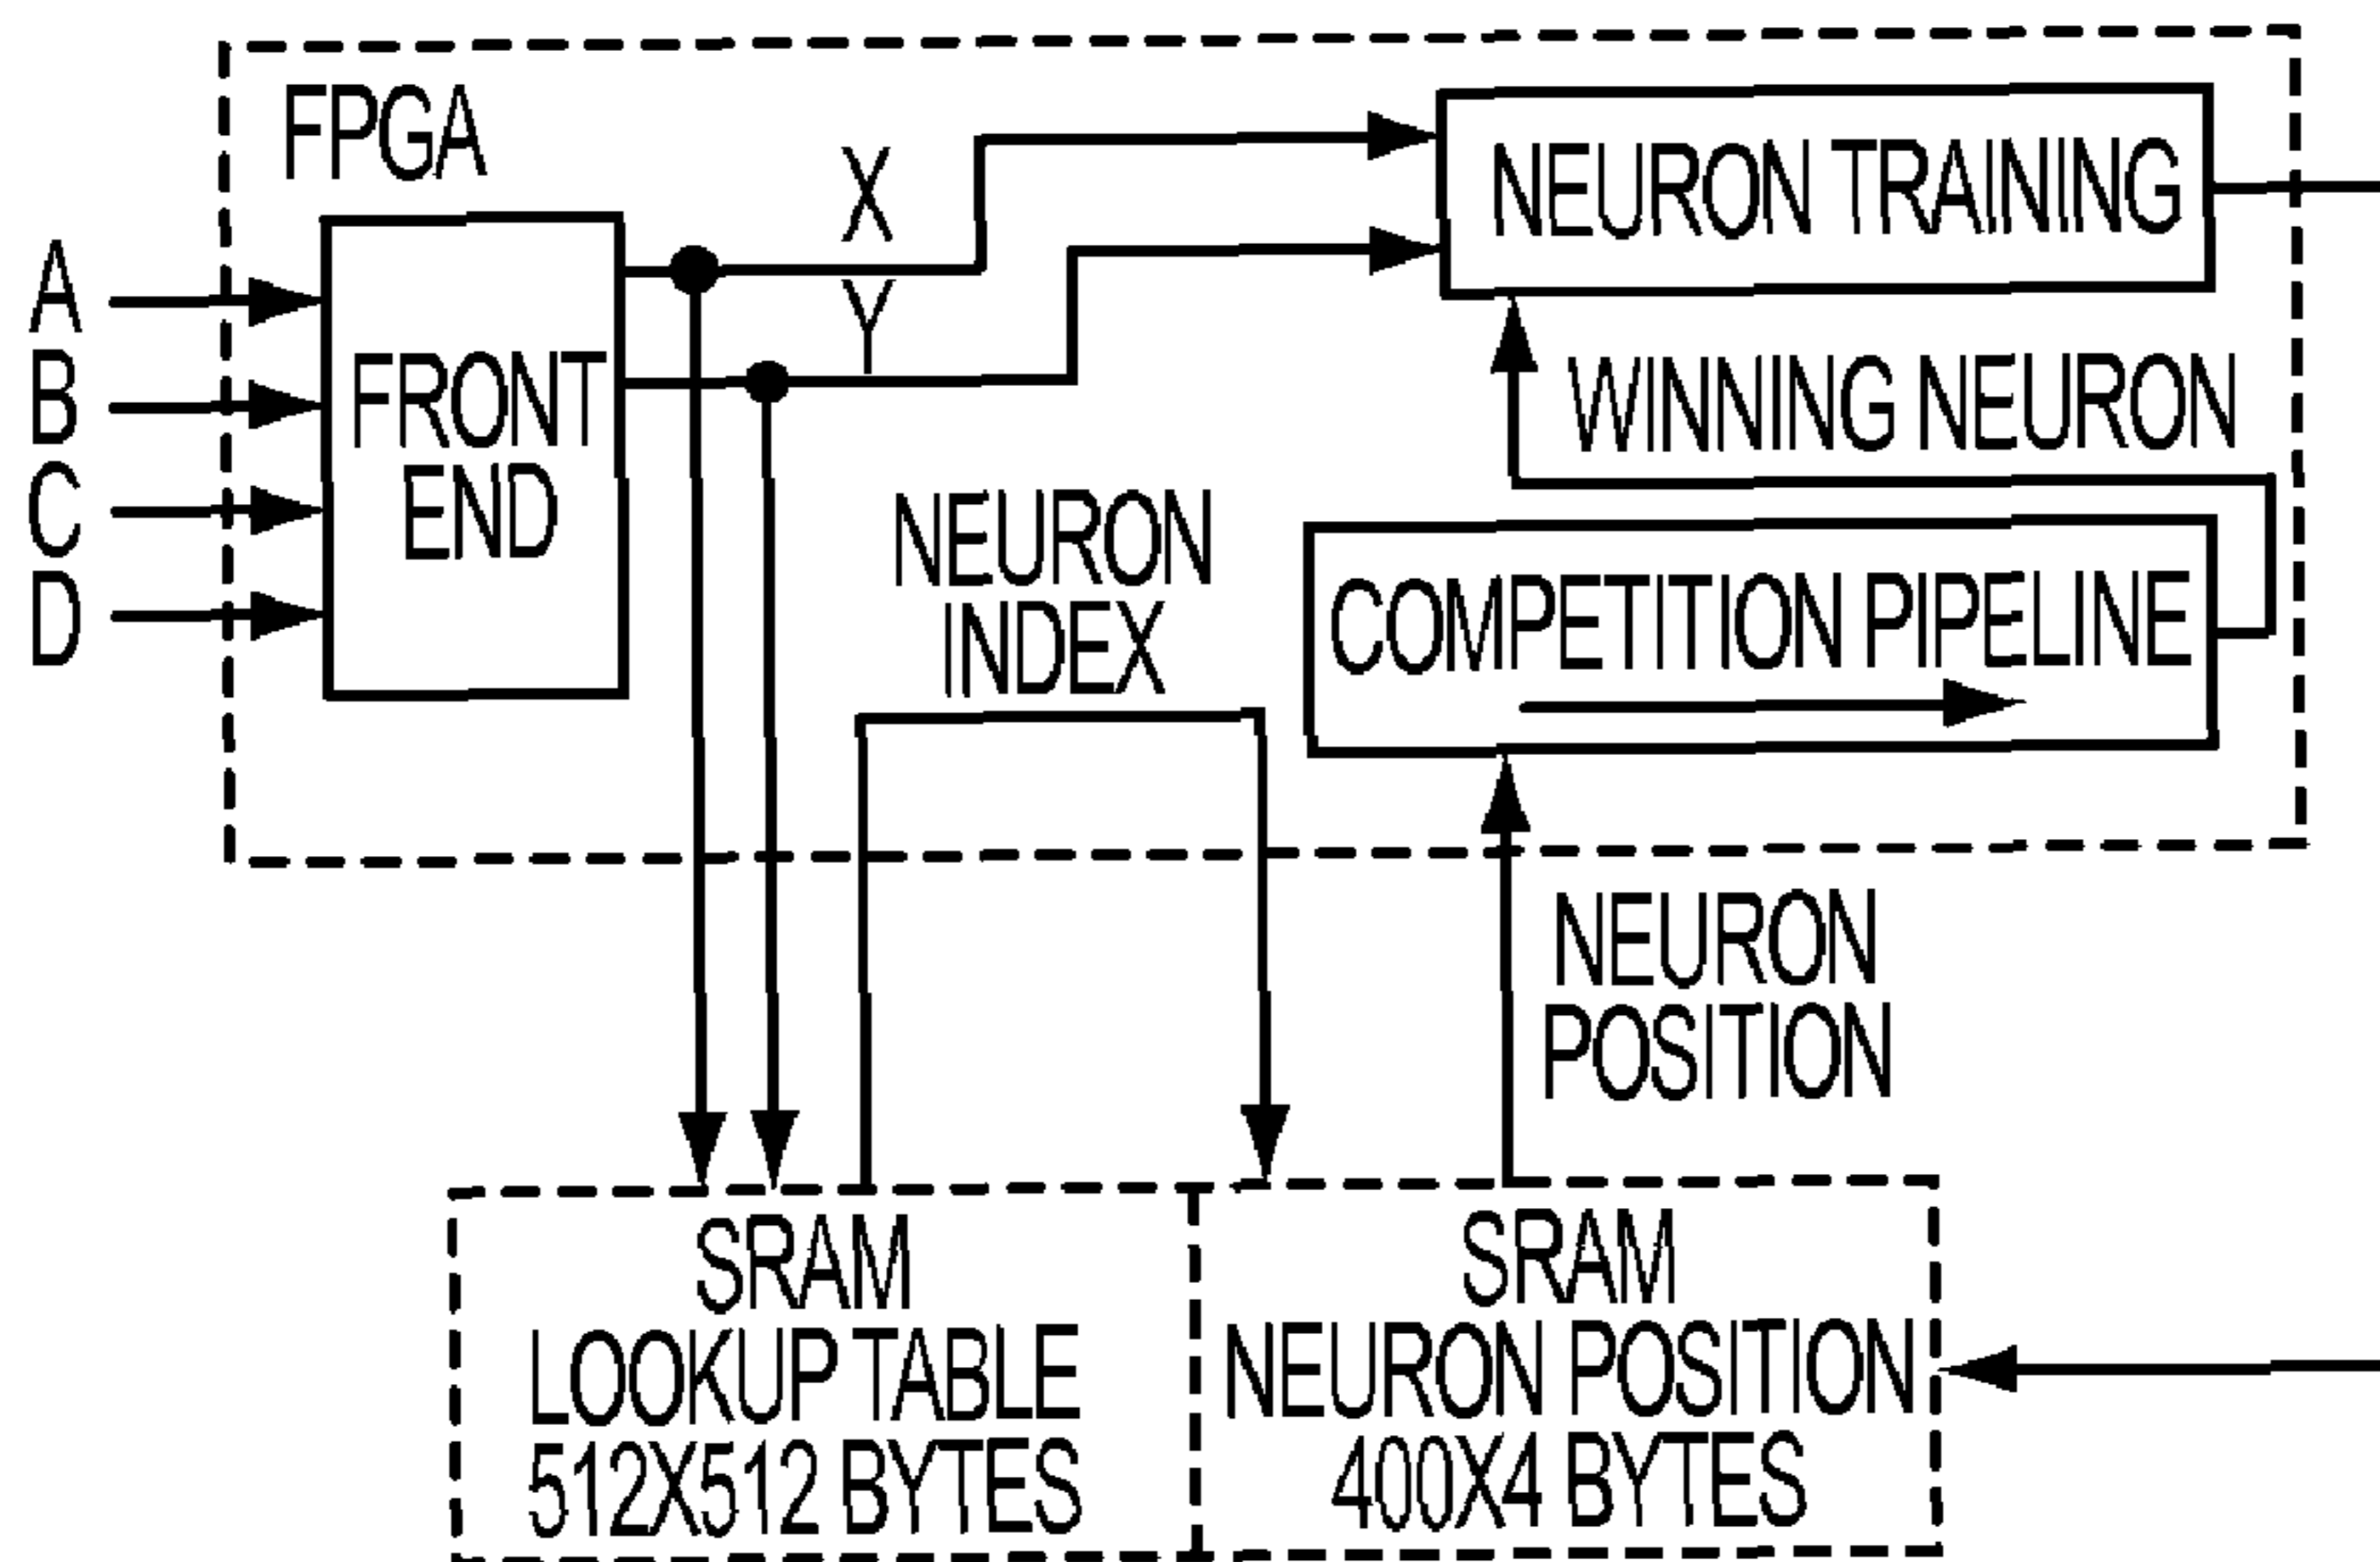 FPGA
A
B
C
D
FRONT
END
X
Y
NEURON TRAINING
WINNING NEURON
NEURON
INDEX
COMPETITION PIPELINE
NEURON
POSITION
SRAM
LOOKUP TABLE
512X512 BYTES
SRAM
NEURON POSITION
400X4 BYTES